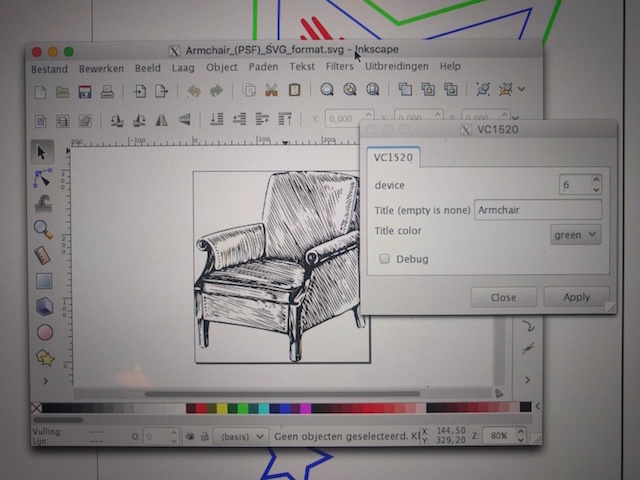 Armchair_(PSF)_SVG_format.svg - Inkscape
Bestand Bewerken Beeld Laag Object Paden Tekst Filters Uitbreidingen Help
X: 0,000 Y: 0,000 B: 0,000
VC1520
VC1520
device 6
Title (empty is none) Armchair
Title color green
Debug
Close Apply
Vulling: ---
Lijn: ---
O: 0 (basis) Geen objecten geselecteerd. Kl X: 144,50 Y: 329,20 Z: 80%